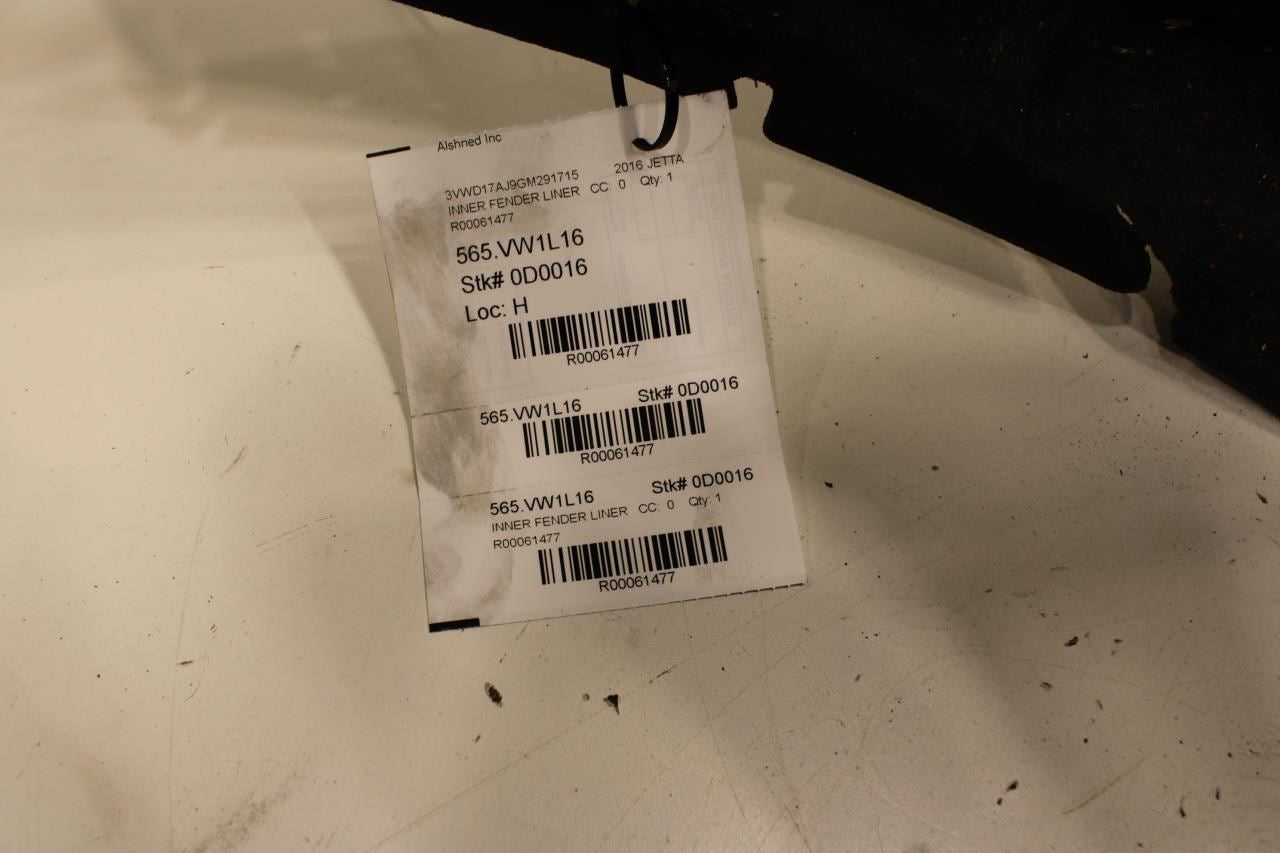 Alshned Inc
3VWD17AJ9GM291715 2016 JETTA
INNER FENDER LINER CC: 0 Qty: 1
R00061477
565.VW1L16
Stk# 0D0016
Loc: H
R00061477
565.VW1L16 Stk# 0D0016
R00061477
565.VW1L16 Stk# 0D0016
INNER FENDER LINER CC: 0 Qty: 1
R00061477
R00061477